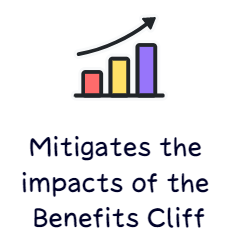 Mitigates the
impacts of the
Benefits Cliff